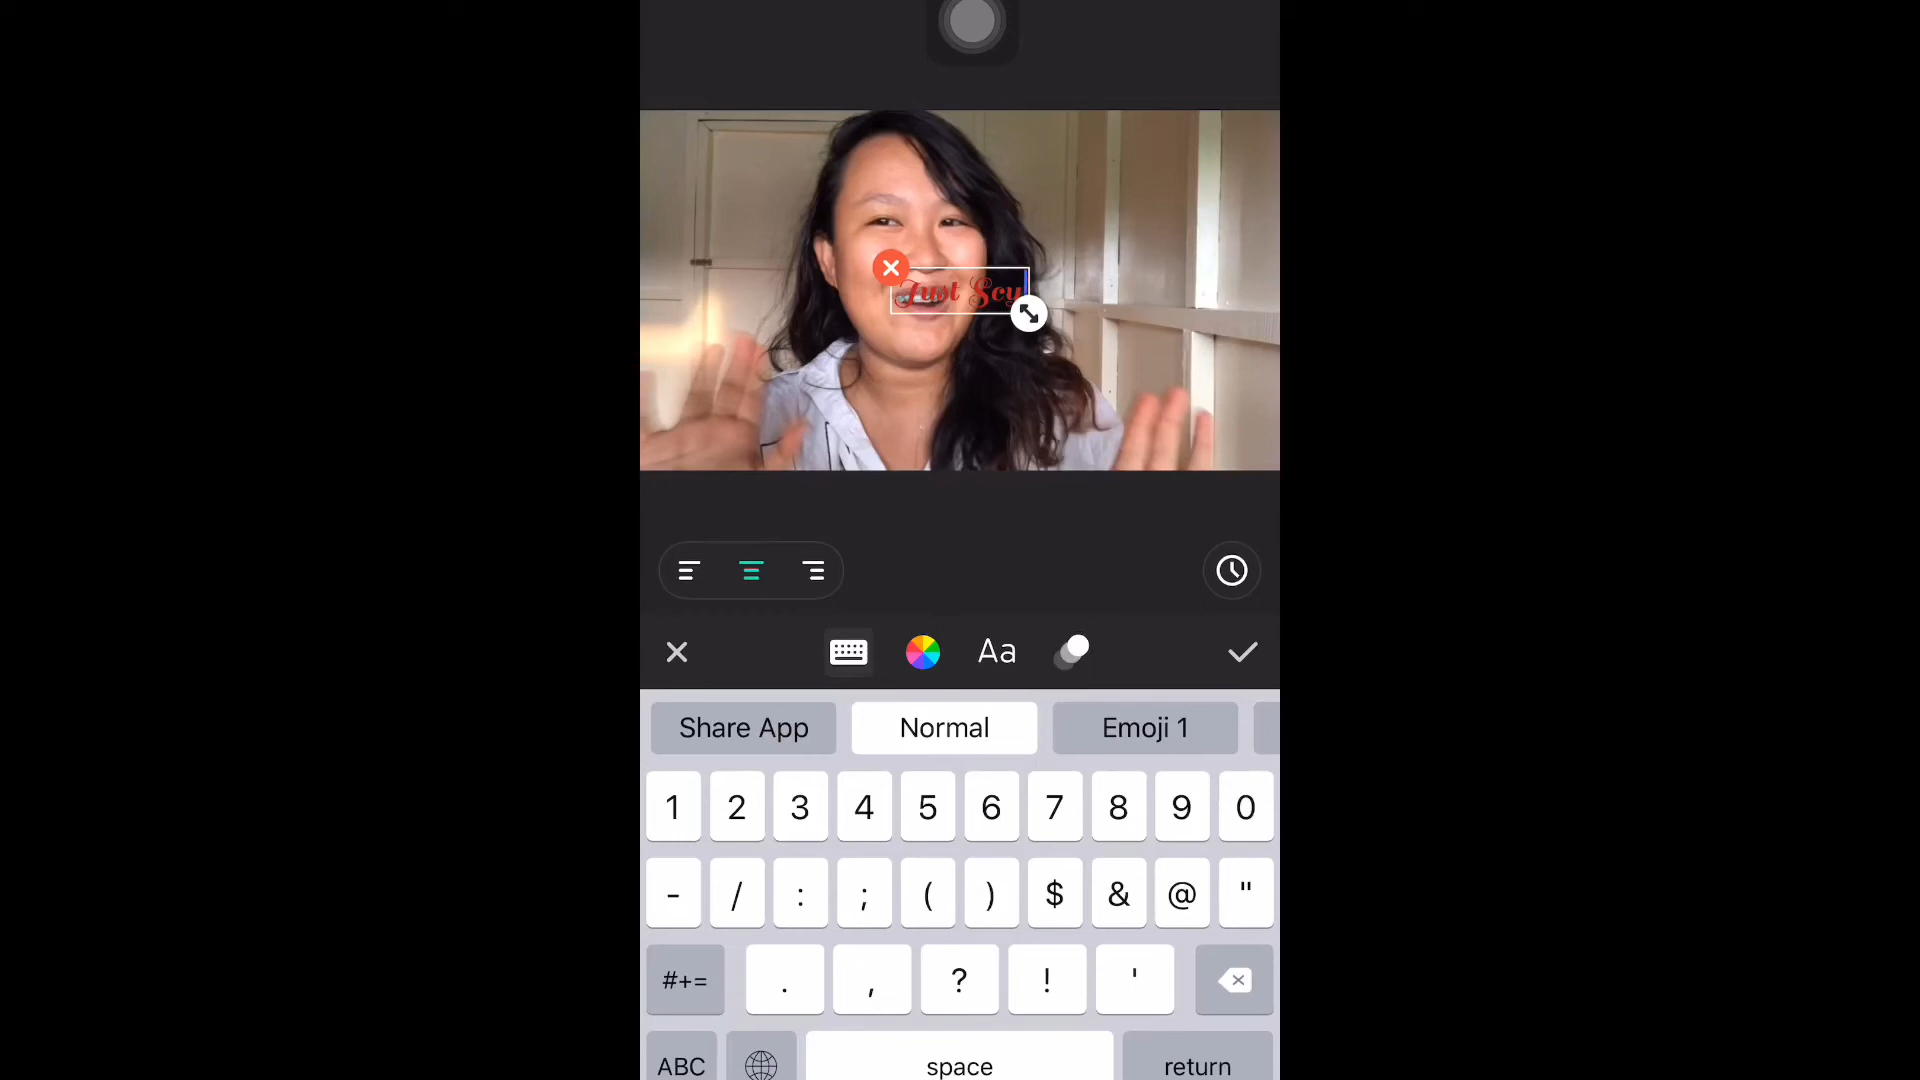 Just Scy
Aa
Share App Normal Emoji 1
1 2 3 4 5 6 7 8 9 0
- / : ; ( ) $ & @ "
#+= . , ? ! '
ABC space return